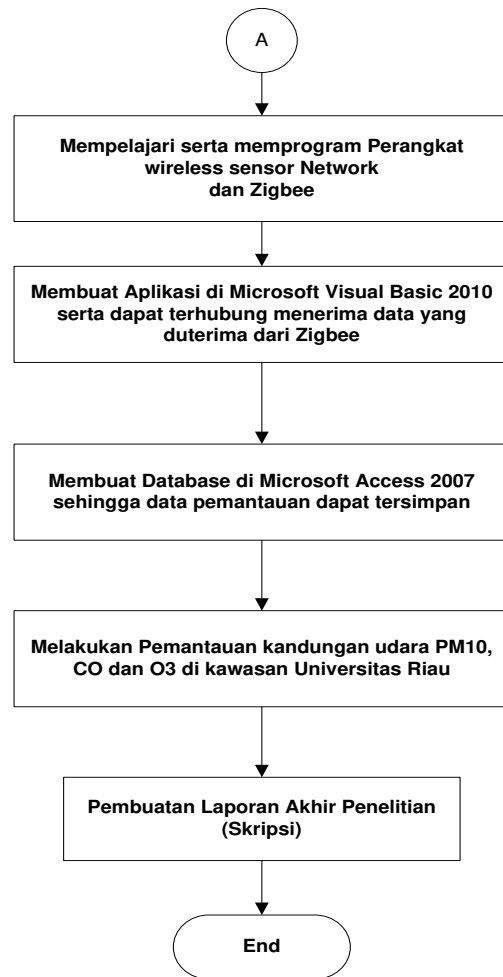 A
Mempelajari serta memprogram Perangkat
wireless sensor Network
dan Zigbee
Membuat Aplikasi di Microsoft Visual Basic 2010
serta dapat terhubung menerima data yang
duterima dari Zigbee
Membuat Database di Microsoft Access 2007
sehingga data pemantauan dapat tersimpan
Melakukan Pemantauan kandungan udara PM10,
CO dan O3 di kawasan Universitas Riau
Pembuatan Laporan Akhir Penelitian
(Skripsi)
End